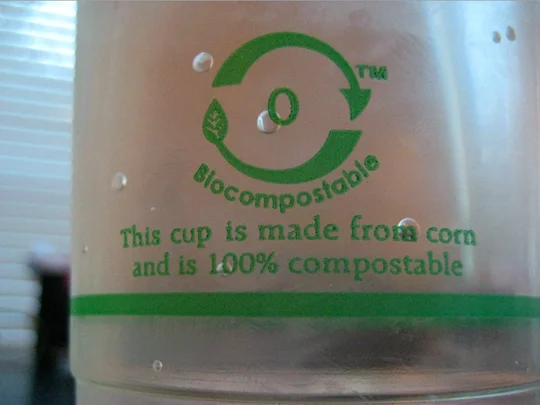 TM
0
Biocompostable
This cup is made from corn
and is 100% compostable